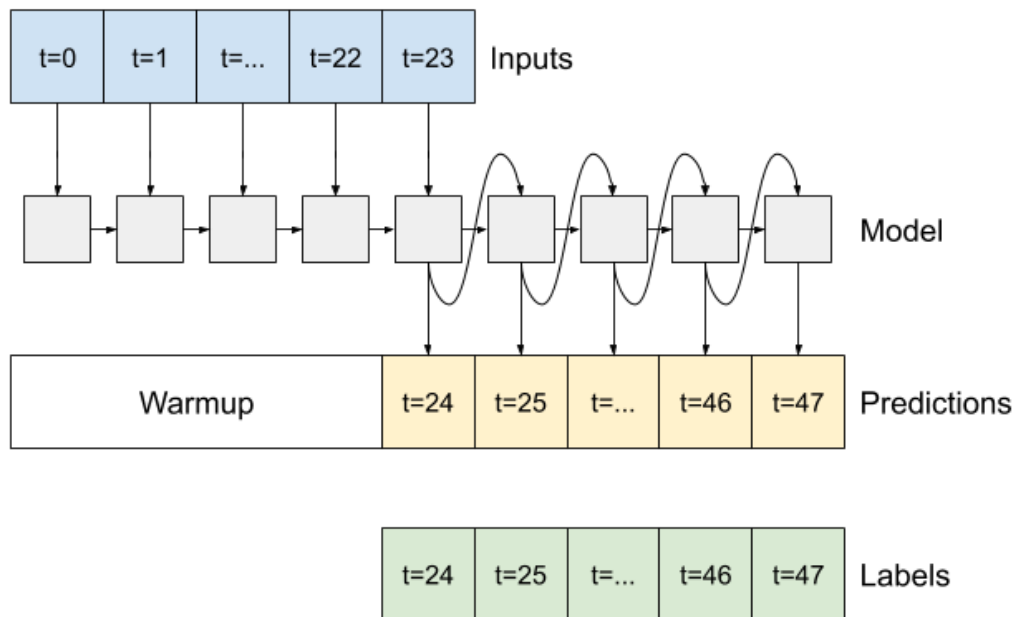 t=0 t=1 t=... t=22 t=23 Inputs
Model
Warmup t=24 t=25 t=... t=46 t=47 Predictions
t=24 t=25 t=... t=46 t=47 Labels